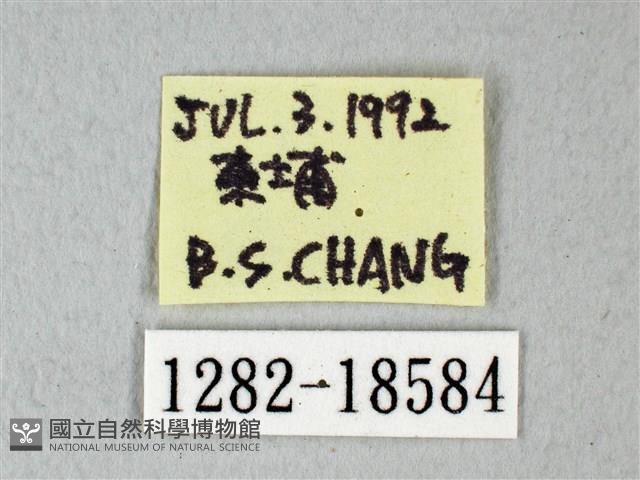 JUL.3.1992
東埔
B.S.CHANG
1282-18584
國立自然科學博物館
NATIONAL MUSEUM OF NATURAL SCIENCE